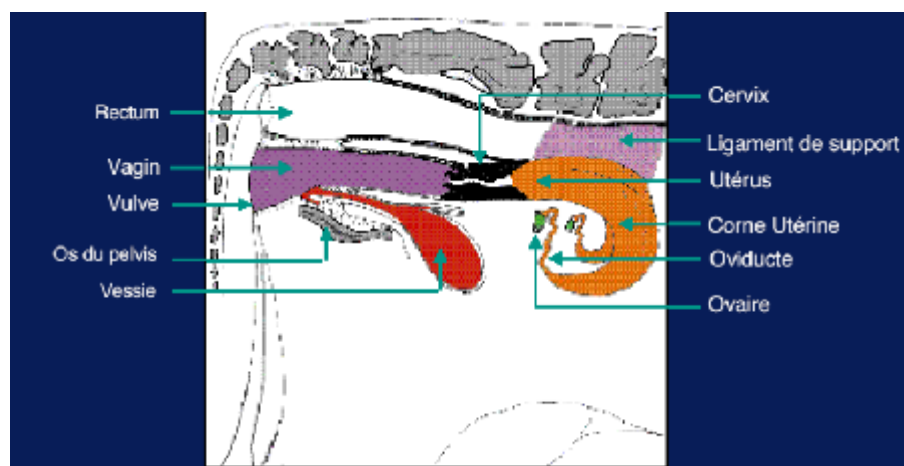 Rectum
Vagin
Vulve
Os du pelvis
Vessie
Cervix
Ligament de support
Utérus
Corne Utérine
Oviducte
Ovaire